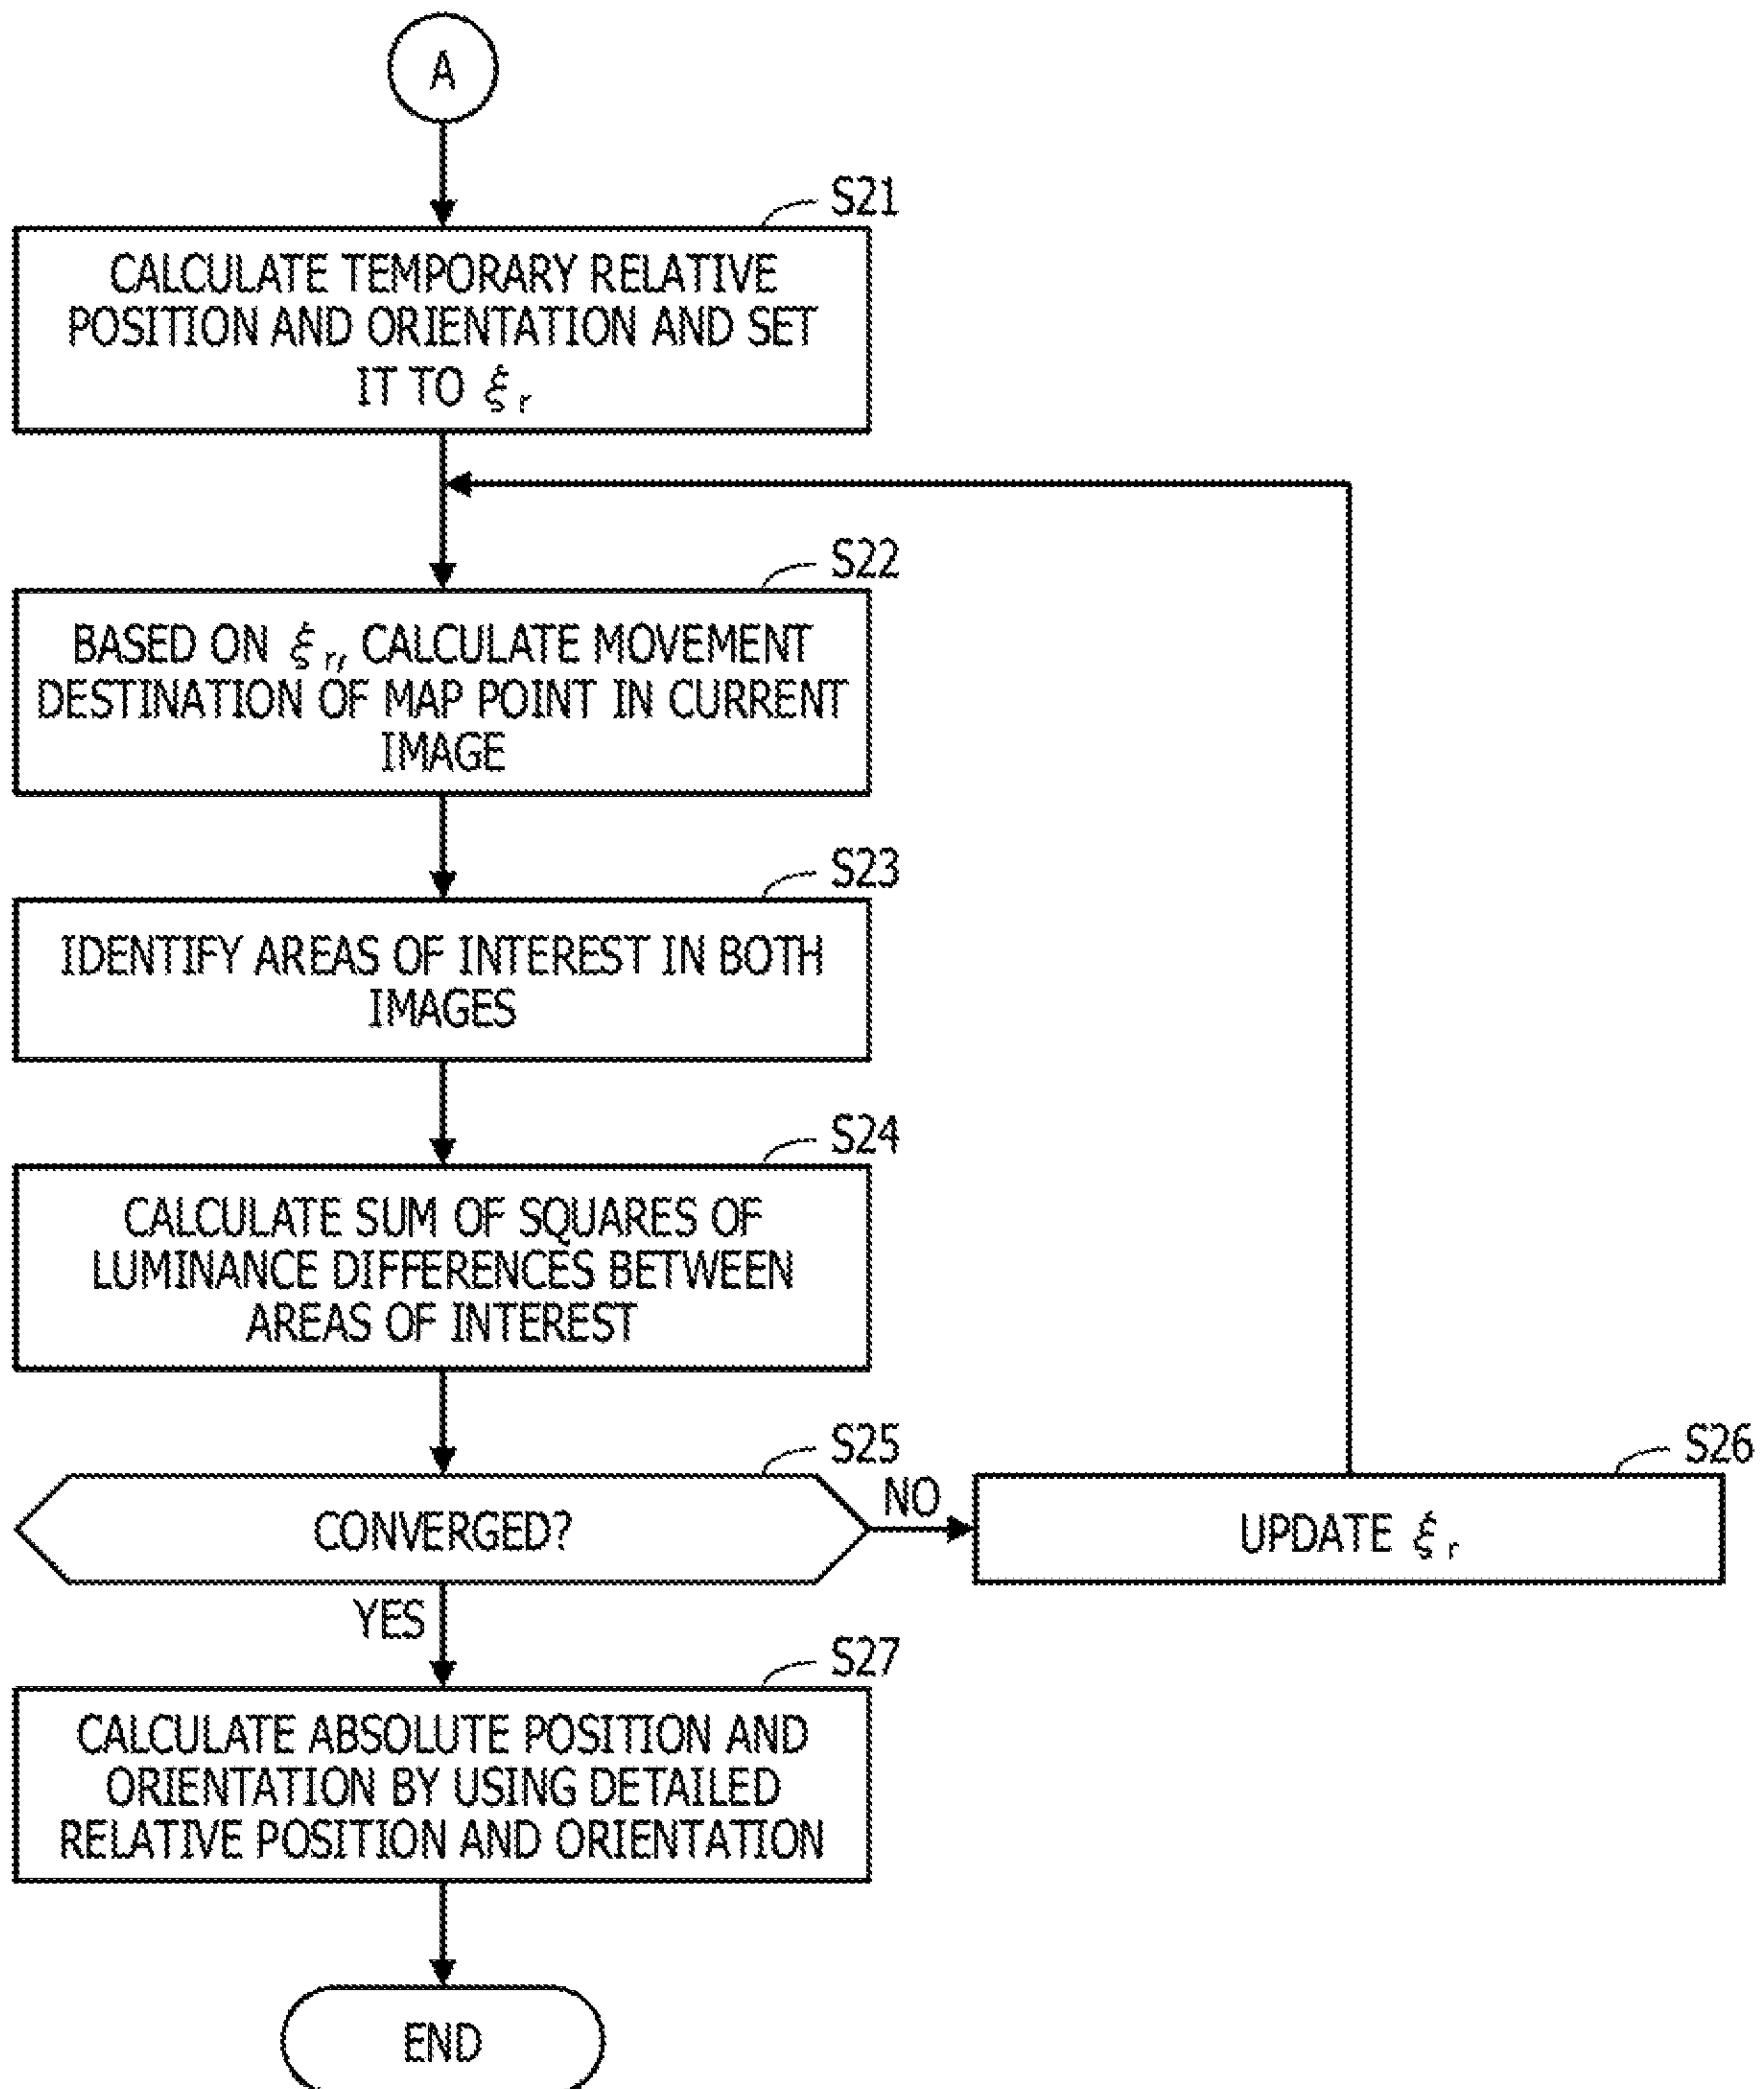 A
S21
CALCULATE TEMPORARY RELATIVE
POSITION AND ORIENTATION AND SET
IT TO ξr
S22
BASED ON ξr, CALCULATE MOVEMENT
DESTINATION OF MAP POINT IN CURRENT
IMAGE
S23
IDENTIFY AREAS OF INTEREST IN BOTH
IMAGES
S24
CALCULATE SUM OF SQUARES OF
LUMINANCE DIFFERENCES BETWEEN
AREAS OF INTEREST
S25
CONVERGED?
NO
S26
UPDATE ξr
YES
S27
CALCULATE ABSOLUTE POSITION AND
ORIENTATION BY USING DETAILED
RELATIVE POSITION AND ORIENTATION
END